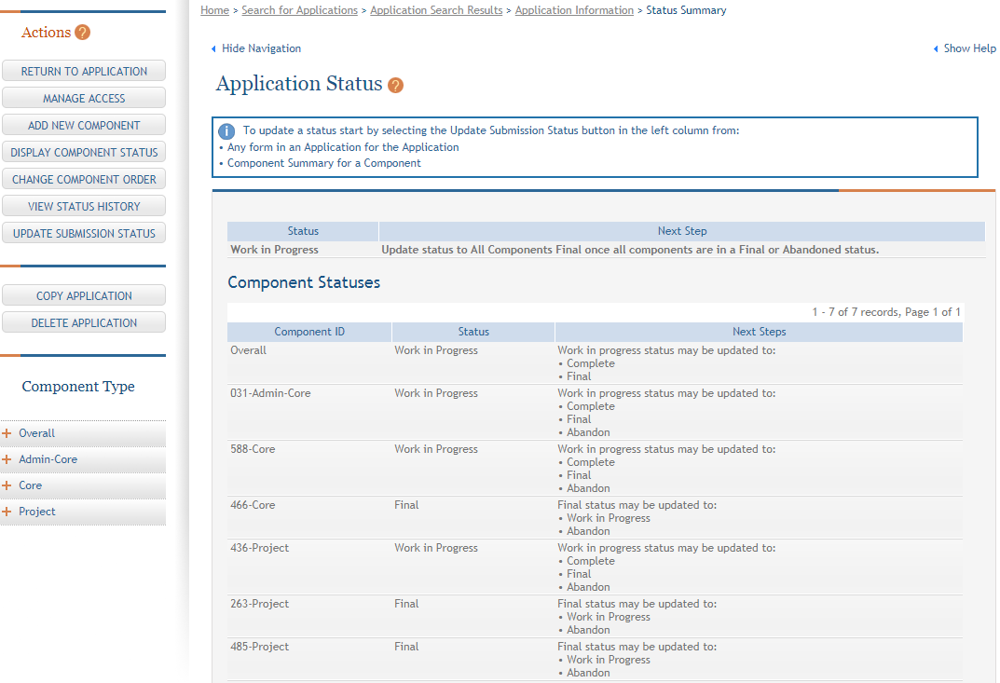 Home > Search for Applications > Application Search Results > Application Information > Status Summary
Actions ?
RETURN TO APPLICATION
MANAGE ACCESS
ADD NEW COMPONENT
DISPLAY COMPONENT STATUS
CHANGE COMPONENT ORDER
VIEW STATUS HISTORY
UPDATE SUBMISSION STATUS
COPY APPLICATION
DELETE APPLICATION
Component Type
+ Overall
+ Admin-Core
+ Core
+ Project
Hide Navigation
Show Help
Application Status ?
i To update a status start by selecting the Update Submission Status button in the left column from:
• Any form in an Application for the Application
• Component Summary for a Component
Status Next Step
Work in Progress Update status to All Components Final once all components are in a Final or Abandoned status.
Component Statuses
1 - 7 of 7 records, Page 1 of 1
Component ID Status Next Steps
Overall Work in Progress Work in progress status may be updated to:
• Complete
• Final
031-Admin-Core Work in Progress Work in progress status may be updated to:
• Complete
• Final
• Abandon
588-Core Work in Progress Work in progress status may be updated to:
• Complete
• Final
• Abandon
466-Core Final Final status may be updated to:
• Work in Progress
• Abandon
436-Project Work in Progress Work in progress status may be updated to:
• Complete
• Final
• Abandon
263-Project Final Final status may be updated to:
• Work in Progress
• Abandon
485-Project Final Final status may be updated to:
• Work in Progress
• Abandon